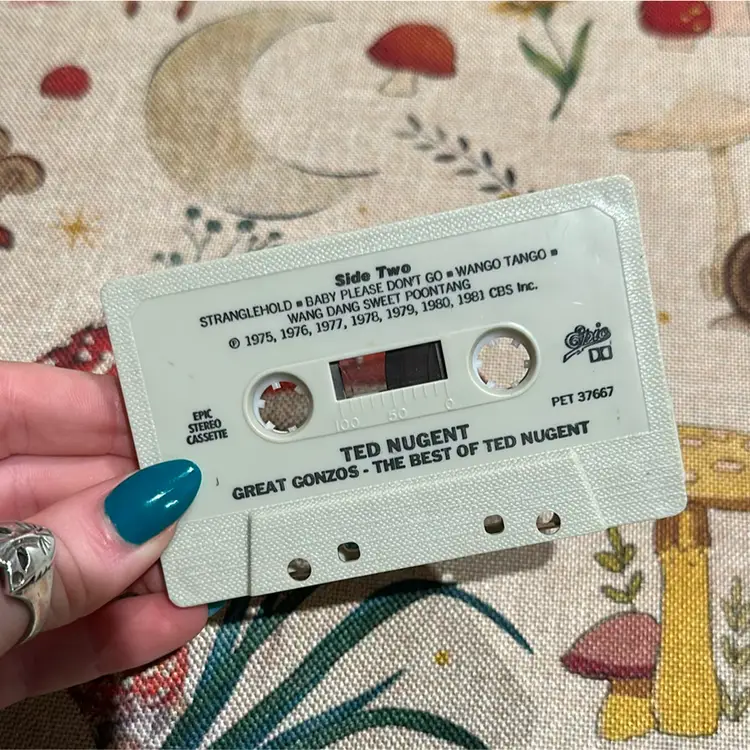 Side Two
STRANGLEHOLD ■ BABY PLEASE DON'T GO ■ WANGO TANGO ■
WANG DANG SWEET POONTANG
℗ 1975, 1976, 1977, 1978, 1979, 1980, 1981 CBS Inc.
Epic
EPIC
STEREO
CASSETTE
100 50 0
PET 37667
TED NUGENT
GREAT GONZOS - THE BEST OF TED NUGENT